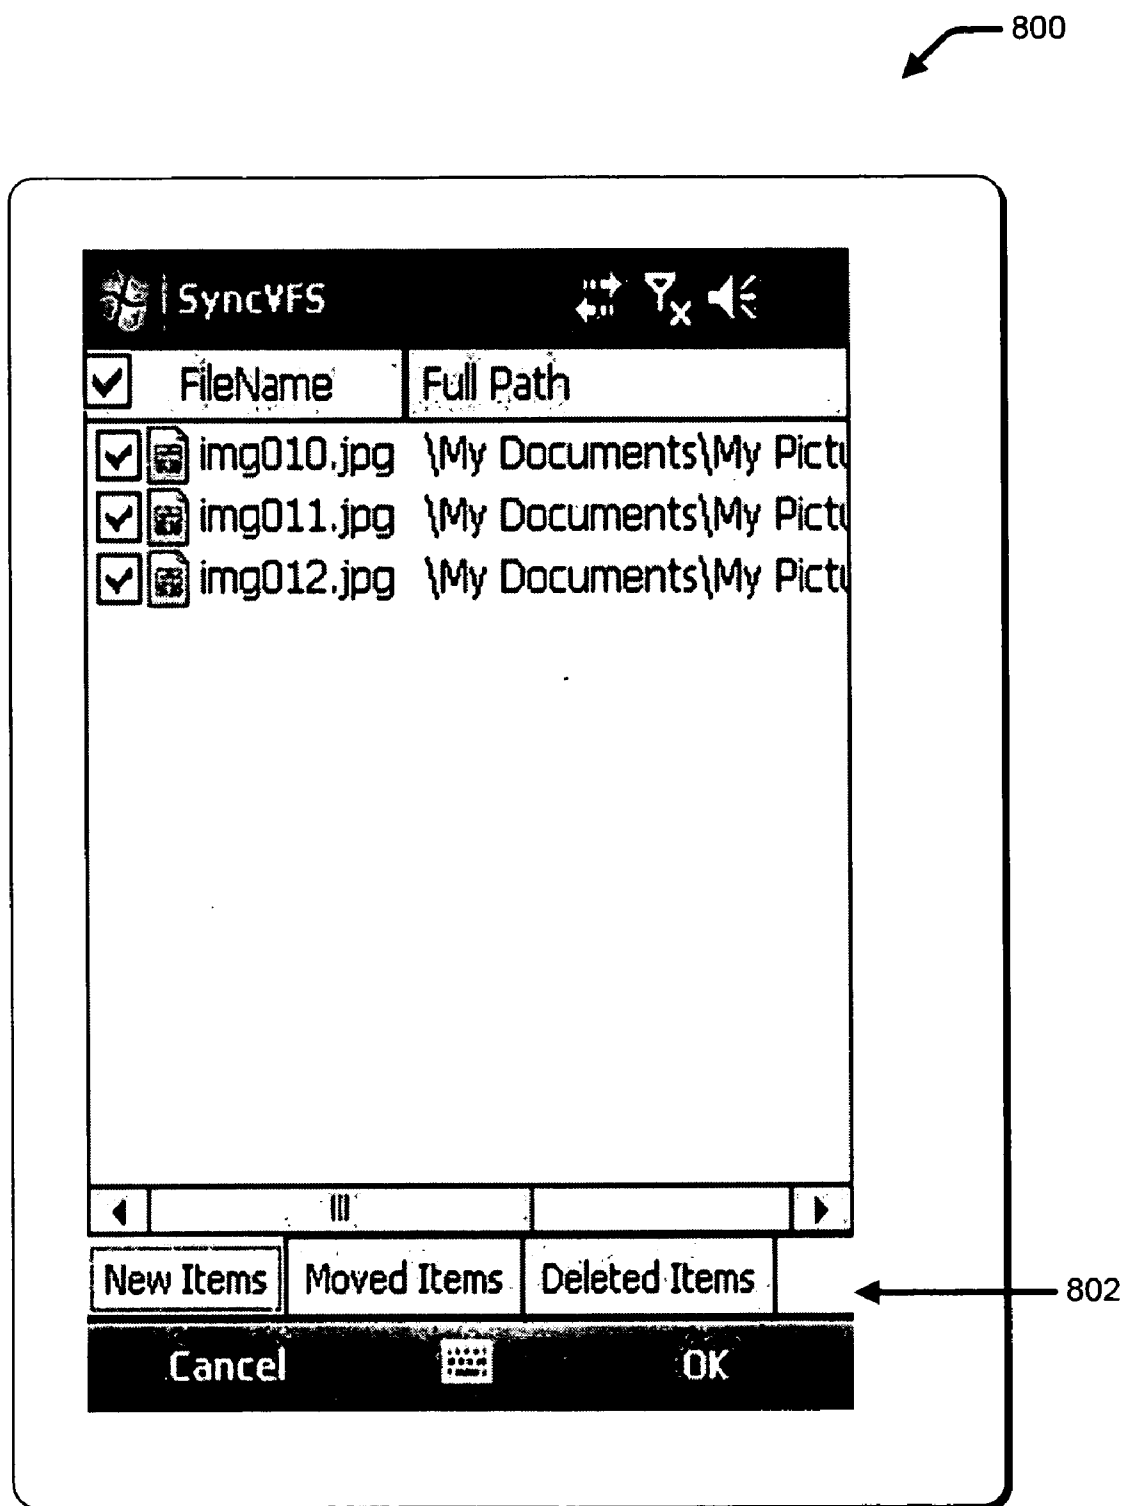 800
SyncVFS
FileName Full Path
img010.jpg \My Documents\My Pictu
img011.jpg \My Documents\My Pictu
img012.jpg \My Documents\My Pictu
New Items Moved Items Deleted Items
802
Cancel OK